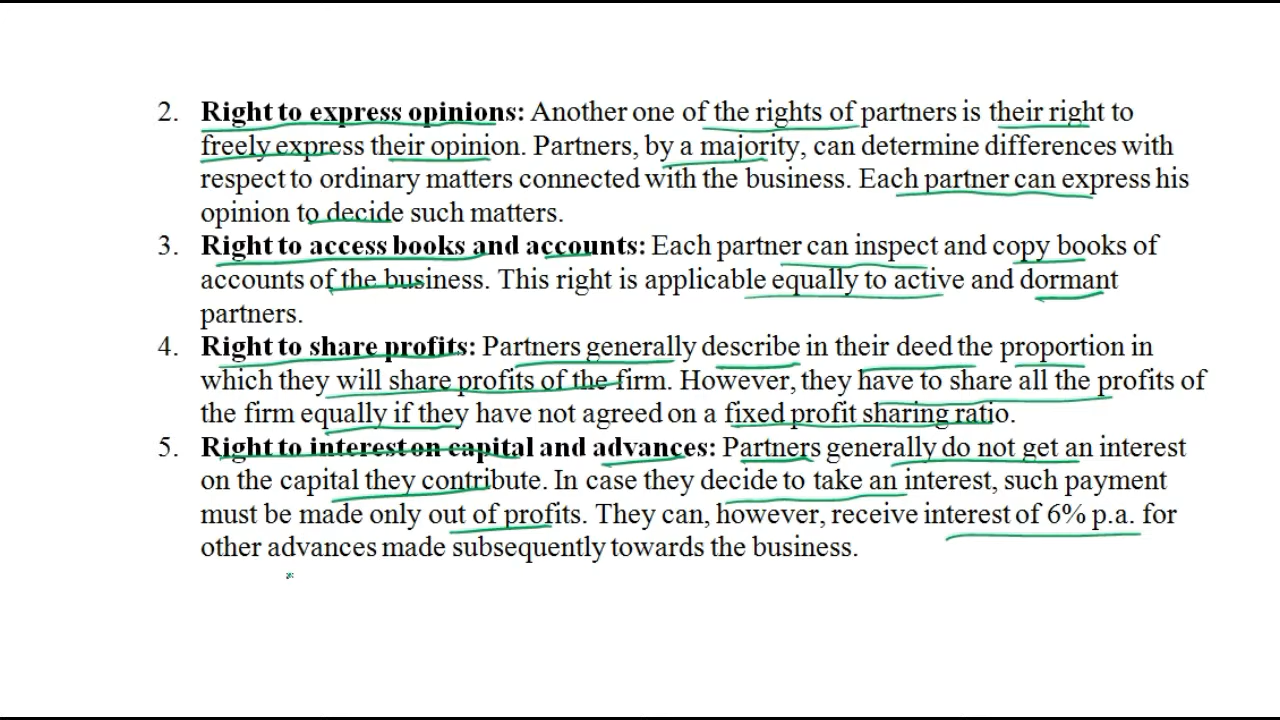 2. Right to express opinions: Another one of the rights of partners is their right to
freely express their opinion. Partners, by a majority, can determine differences with
respect to ordinary matters connected with the business. Each partner can express his
opinion to decide such matters.
3. Right to access books and accounts: Each partner can inspect and copy books of
accounts of the business. This right is applicable equally to active and dormant
partners.
4. Right to share profits: Partners generally describe in their deed the proportion in
which they will share profits of the firm. However, they have to share all the profits of
the firm equally if they have not agreed on a fixed profit sharing ratio.
5. Right to interest on capital and advances: Partners generally do not get an interest
on the capital they contribute. In case they decide to take an interest, such payment
must be made only out of profits. They can, however, receive interest of 6% p.a. for
other advances made subsequently towards the business.